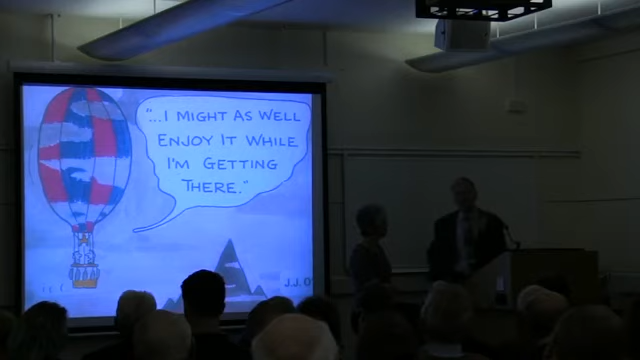 "...I MIGHT AS WELL
ENJOY IT WHILE
I'M GETTING
THERE."
J.J.